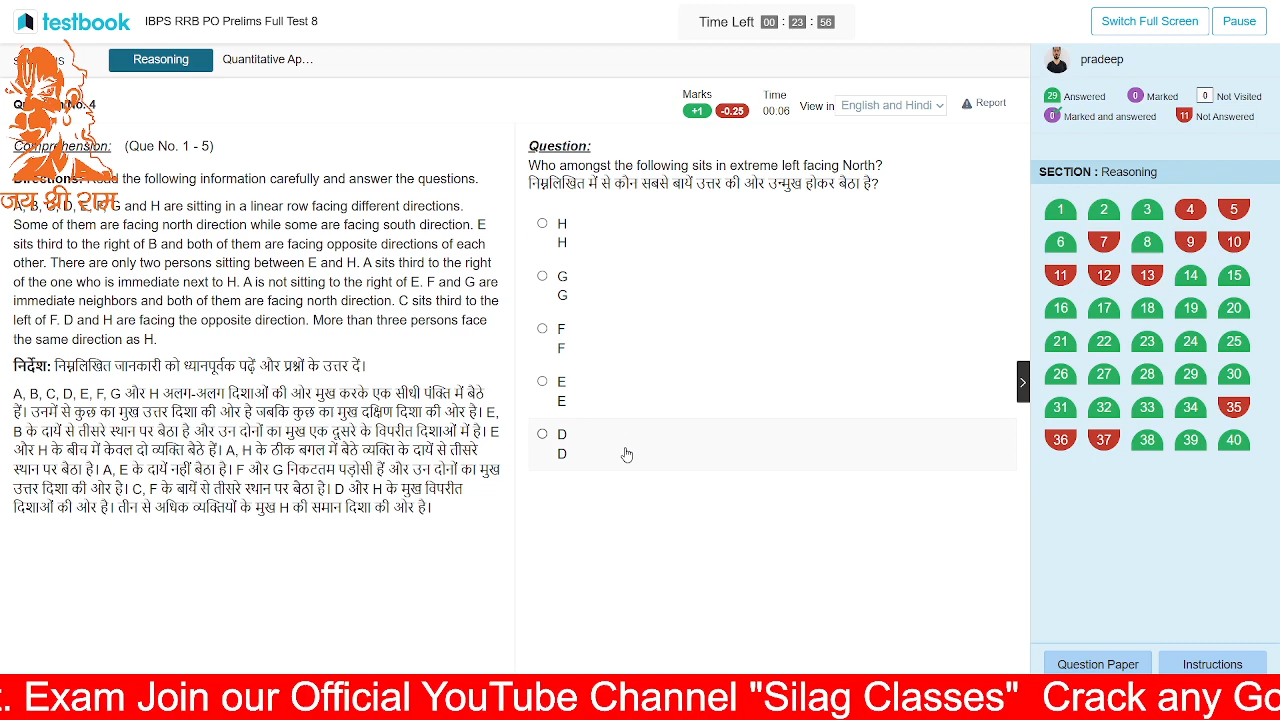 testbook
IBPS RRB PO Prelims Full Test 8
Time Left 00 : 23 : 56
Switch Full Screen
Pause
Reasoning
Quantitative Ap...
No. 4
Marks
+1 -0.25
Time
00.06
View in English and Hindi
Report
Comprehension: (Que No. 1 - 5)
the following information carefully and answer the questions.
G and H are sitting in a linear row facing different directions.
Some of them are facing north direction while some are facing south direction. E
sits third to the right of B and both of them are facing opposite directions of each
other. There are only two persons sitting between E and H. A sits third to the right
of the one who is immediate next to H. A is not sitting to the right of E. F and G are
immediate neighbors and both of them are facing north direction. C sits third to the
left of F. D and H are facing the opposite direction. More than three persons face
the same direction as H.
निर्देश: निम्नलिखित जानकारी को ध्यानपूर्वक पढ़ें और प्रश्नों के उत्तर दें।
A, B, C, D, E, F, G और H अलग-अलग दिशाओं की ओर मुख करके एक सीधी पंक्ति में बैठे
हैं। उनमें से कुछ का मुख उत्तर दिशा की ओर हे जबकि कुछ का मुख दक्षिण दिशा की ओर है। E,
B के दायें से तीसरे स्थान पर बैठा है और उन दोनों का मुख एक दूसरे के विपरीत दिशाओं में है। E
और H के बीच में केवल दो व्यक्ति बेठे हैं। A, H के ठीक बगल में बेठे व्यक्ति के दायें से तीसरे
स्थान पर बैठा है। A, E के दायें नहीं बैठा है। F और G निकटतम पड़ोसी हैं और उन दोनों का मुख
उत्तर दिशा की ओर है। C, F के बायें से तीसरे स्थान पर बैठा है। D और H के मुख विपरीत
दिशाओं की ओर है। तीन से अधिक व्यक्तियों के मुख H की समान दिशा की ओर है।
जय श्री राम
Question:
Who amongst the following sits in extreme left facing North?
निम्नलिखित में से कौन सबसे बायें उत्तर की ओर उन्मुख होकर बैठा है?
H
H
G
G
F
F
E
E
D
D
pradeep
29 Answered
0 Marked
0 Not Visited
0 Marked and answered
11 Not Answered
SECTION : Reasoning
1 2 3 4 5
6 7 8 9 10
11 12 13 14 15
16 17 18 19 20
21 22 23 24 25
26 27 28 29 30
31 32 33 34 35
36 37 38 39 40
Question Paper
Instructions
t. Exam Join our Official YouTube Channel "Silag Classes" Crack any Go